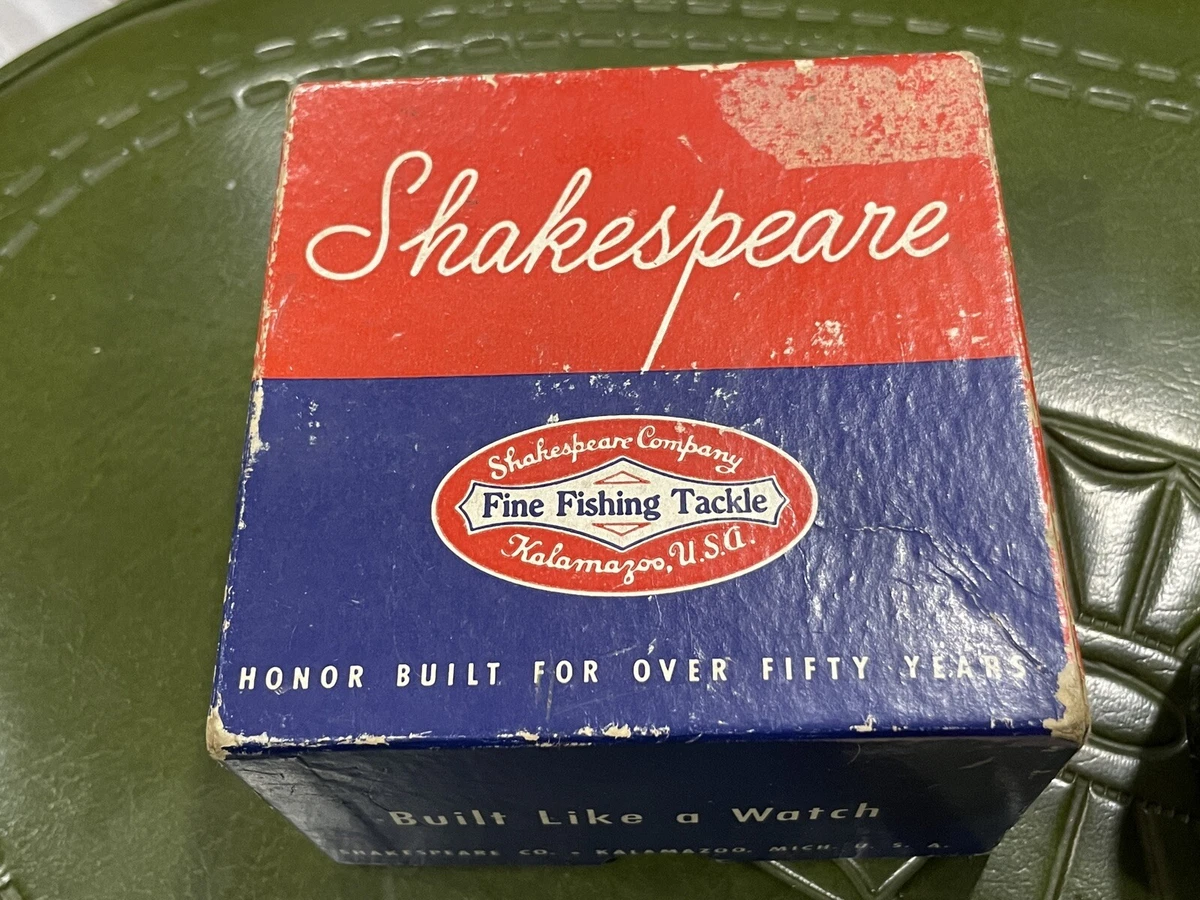 Shakespeare
Shakespeare Company
Fine Fishing Tackle
Kalamazoo, U.S.A.
HONOR BUILT FOR OVER FIFTY YEARS
Built Like a Watch
SHAKESPEARE CO. • KALAMAZOO, MICH. U. S. A.